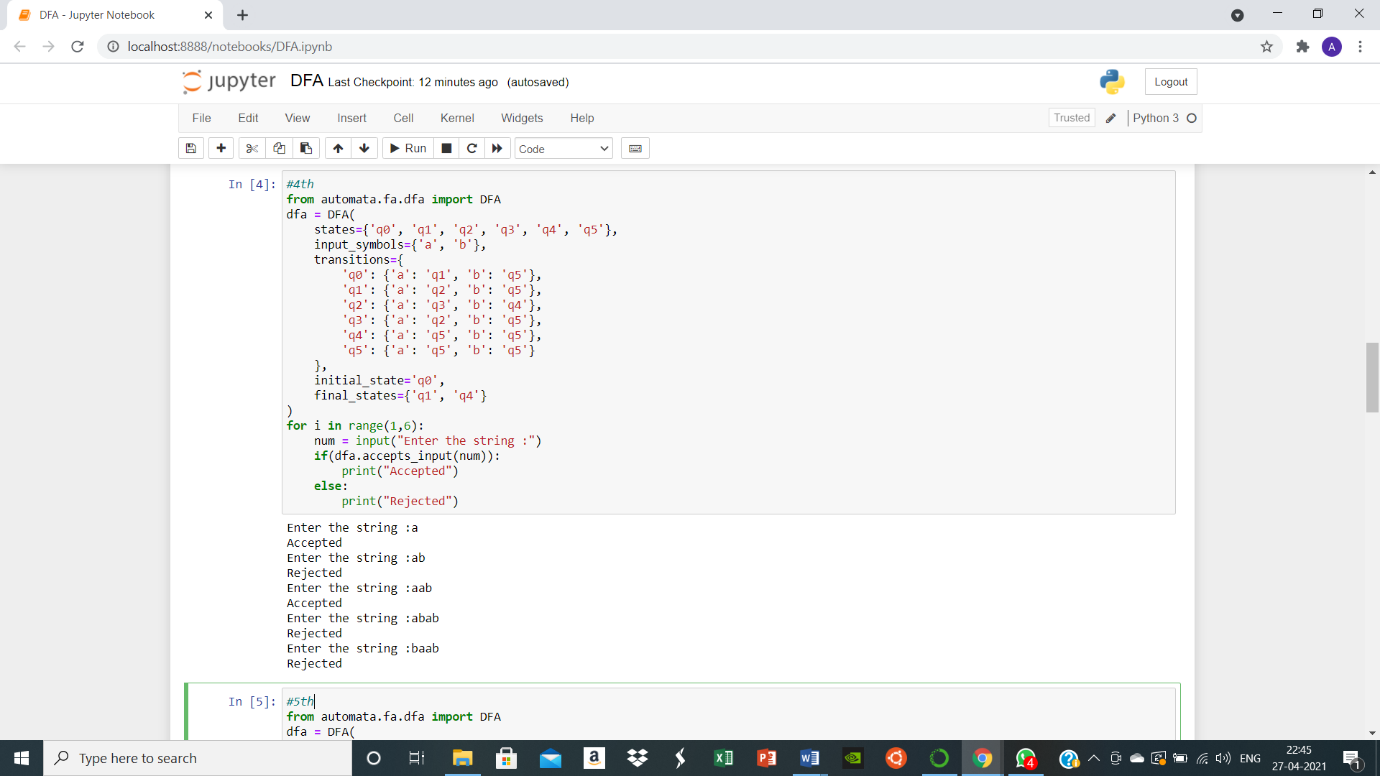 DFA - Jupyter Notebook
localhost:8888/notebooks/DFA.ipynb
A
jupyter DFA Last Checkpoint: 12 minutes ago (autosaved)
Logout
File Edit View Insert Cell Kernel Widgets Help
Trusted Python 3
Run Code
In [4]: #4th
from automata.fa.dfa import DFA
dfa = DFA(
    states={'q0', 'q1', 'q2', 'q3', 'q4', 'q5'},
    input_symbols={'a', 'b'},
    transitions={
        'q0': {'a': 'q1', 'b': 'q5'},
        'q1': {'a': 'q2', 'b': 'q5'},
        'q2': {'a': 'q3', 'b': 'q4'},
        'q3': {'a': 'q2', 'b': 'q5'},
        'q4': {'a': 'q5', 'b': 'q5'},
        'q5': {'a': 'q5', 'b': 'q5'}
    },
    initial_state='q0',
    final_states={'q1', 'q4'}
)
for i in range(1,6):
    num = input("Enter the string :")
    if(dfa.accepts_input(num)):
        print("Accepted")
    else:
        print("Rejected")
Enter the string :a
Accepted
Enter the string :ab
Rejected
Enter the string :aab
Accepted
Enter the string :abab
Rejected
Enter the string :baab
Rejected
In [5]: #5th
from automata.fa.dfa import DFA
dfa = DFA(
Type here to search
4
ENG
22:45
27-04-2021
1